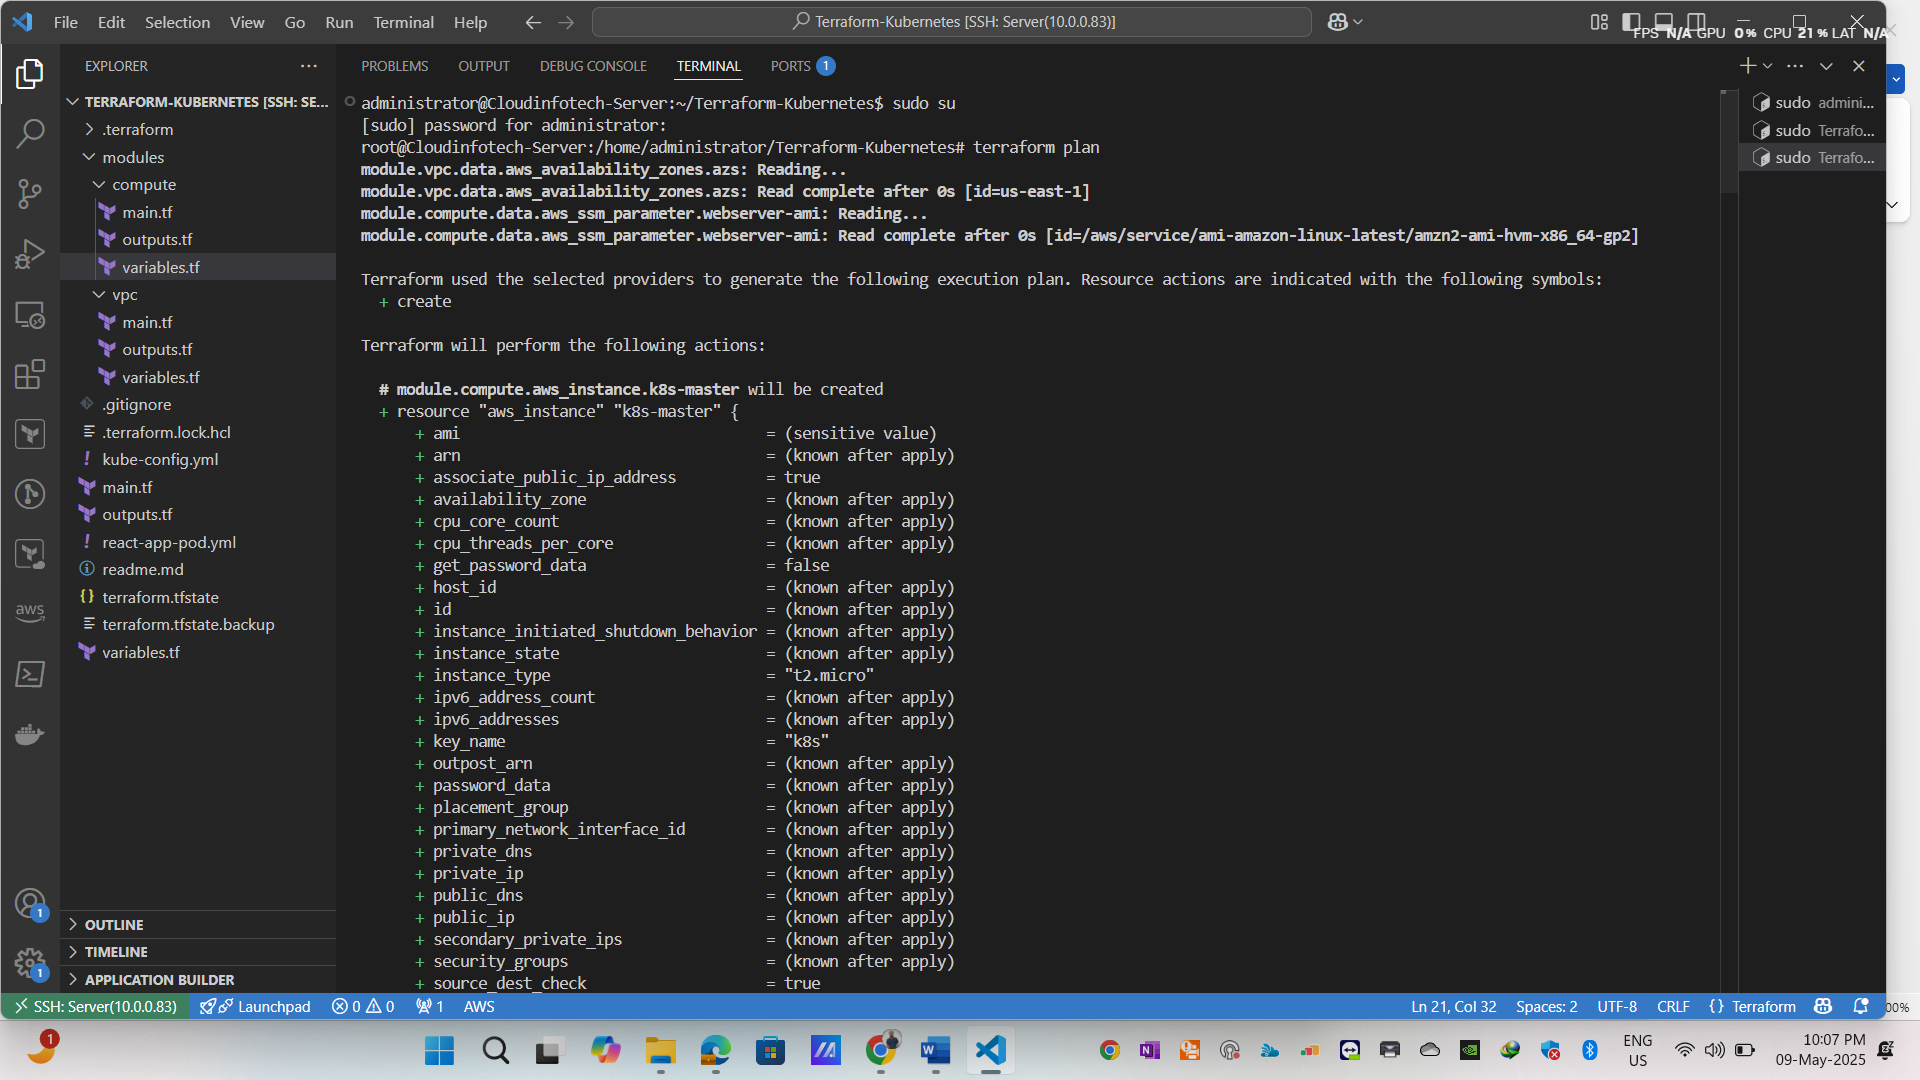 File Edit Selection View Go Run Terminal Help
Terraform-Kubernetes [SSH: Server(10.0.0.83)]
FPS N/A GPU 0% CPU 21% LAT N/A
EXPLORER
PROBLEMS OUTPUT DEBUG CONSOLE TERMINAL PORTS 1
TERRAFORM-KUBERNETES [SSH: SE...
.terraform
modules
compute
main.tf
outputs.tf
variables.tf
vpc
main.tf
outputs.tf
variables.tf
.gitignore
.terraform.lock.hcl
kube-config.yml
main.tf
outputs.tf
react-app-pod.yml
readme.md
terraform.tfstate
terraform.tfstate.backup
variables.tf
OUTLINE
TIMELINE
APPLICATION BUILDER
aws
1
1
administrator@Cloudinfotech-Server:~/Terraform-Kubernetes$ sudo su
[sudo] password for administrator:
root@Cloudinfotech-Server:/home/administrator/Terraform-Kubernetes# terraform plan
module.vpc.data.aws_availability_zones.azs: Reading...
module.vpc.data.aws_availability_zones.azs: Read complete after 0s [id=us-east-1]
module.compute.data.aws_ssm_parameter.webserver-ami: Reading...
module.compute.data.aws_ssm_parameter.webserver-ami: Read complete after 0s [id=/aws/service/ami-amazon-linux-latest/amzn2-ami-hvm-x86_64-gp2]
Terraform used the selected providers to generate the following execution plan. Resource actions are indicated with the following symbols:
+ create
Terraform will perform the following actions:
# module.compute.aws_instance.k8s-master will be created
+ resource "aws_instance" "k8s-master" {
+ ami = (sensitive value)
+ arn = (known after apply)
+ associate_public_ip_address = true
+ availability_zone = (known after apply)
+ cpu_core_count = (known after apply)
+ cpu_threads_per_core = (known after apply)
+ get_password_data = false
+ host_id = (known after apply)
+ id = (known after apply)
+ instance_initiated_shutdown_behavior = (known after apply)
+ instance_state = (known after apply)
+ instance_type = "t2.micro"
+ ipv6_address_count = (known after apply)
+ ipv6_addresses = (known after apply)
+ key_name = "k8s"
+ outpost_arn = (known after apply)
+ password_data = (known after apply)
+ placement_group = (known after apply)
+ primary_network_interface_id = (known after apply)
+ private_dns = (known after apply)
+ private_ip = (known after apply)
+ public_dns = (known after apply)
+ public_ip = (known after apply)
+ secondary_private_ips = (known after apply)
+ security_groups = (known after apply)
+ source_dest_check = true
sudo admini...
sudo Terrafo...
sudo Terrafo...
SSH: Server(10.0.0.83) Launchpad 0 0 1 AWS
Ln 21, Col 32 Spaces: 2 UTF-8 CRLF {} Terraform
00%
1
ENG
US
10:07 PM
09-May-2025